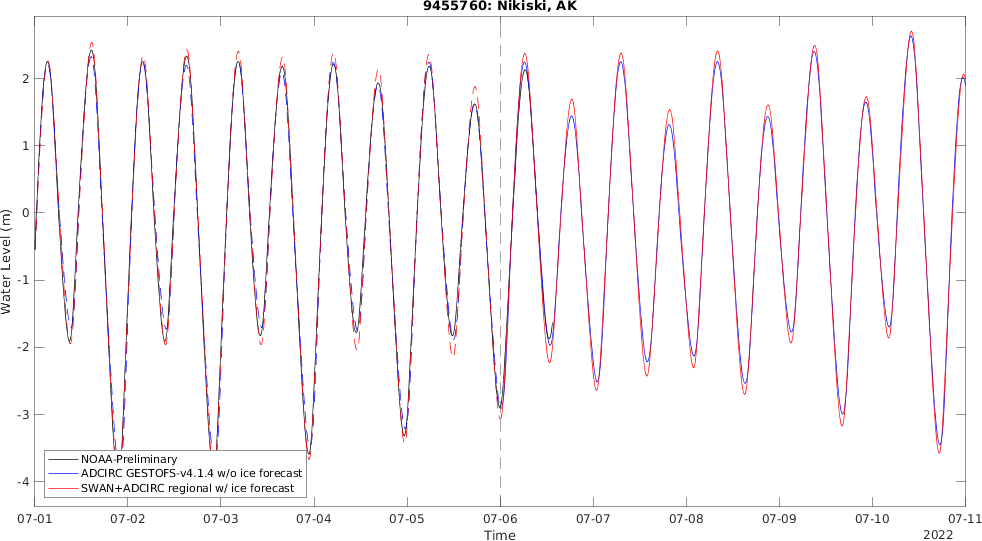 9455760: Nikiski, AK
Water Level (m)
2
1
0
-1
-2
-3
-4
NOAA-Preliminary
ADCIRC GESTOFS-v4.1.4 w/o ice forecast
SWAN+ADCIRC regional w/ ice forecast
07-01 07-02 07-03 07-04 07-05 07-06 07-07 07-08 07-09 07-10 07-11
Time
2022